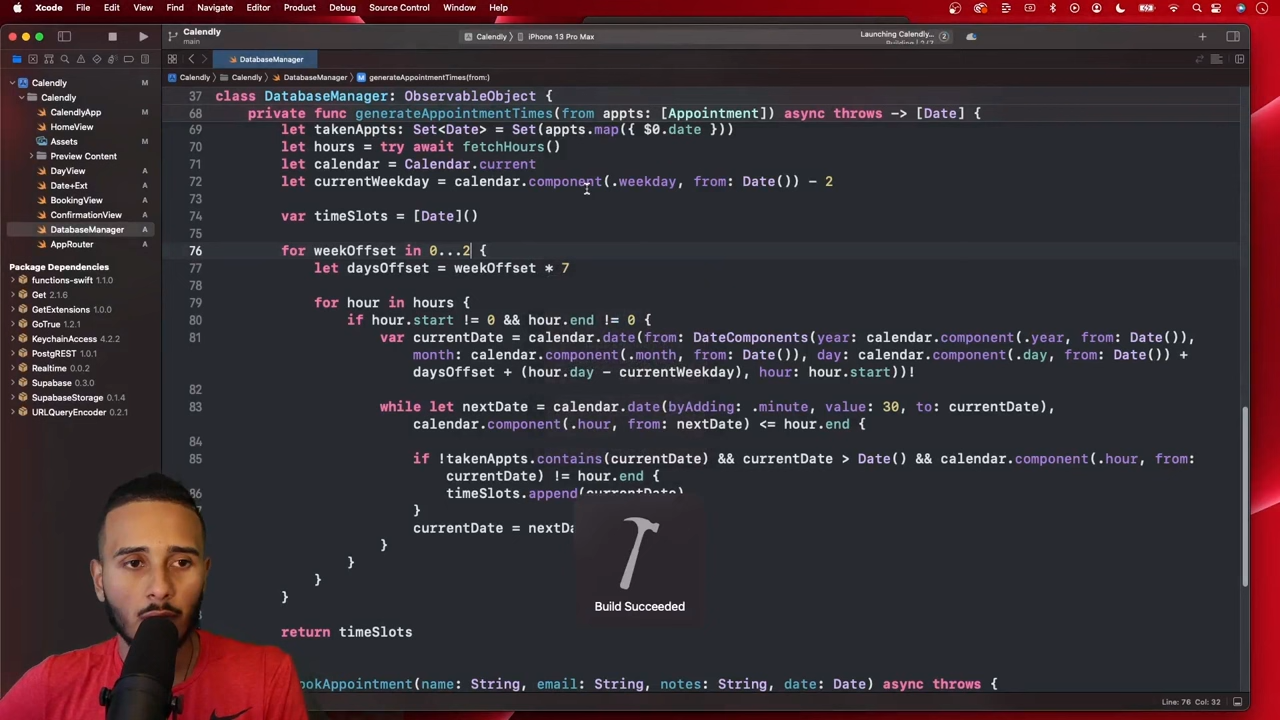 Xcode File Edit View Find Navigate Editor Product Debug Source Control Window Help
Calendly
main
Calendly
iPhone 13 Pro Max
Launching Calendly...
2
DatabaseManager
Calendly
Calendly
DatabaseManager
generateAppointmentTimes(from:)
Calendly M
Calendly
CalendlyApp M
HomeView M
Assets M
Preview Content
DayView A
Date+Ext A
BookingView A
ConfirmationView A
DatabaseManager A
AppRouter A
Package Dependencies
functions-swift 1.1.0
Get 2.1.6
GetExtensions 1.0.0
GoTrue 1.2.1
KeychainAccess 4.2.2
PostgREST 1.0.1
Realtime 0.0.2
Supabase 0.3.0
SupabaseStorage 0.1.4
URLQueryEncoder 0.2.1
37 class DatabaseManager: ObservableObject {
68 private func generateAppointmentTimes(from appts: [Appointment]) async throws -> [Date] {
69 let takenAppts: Set<Date> = Set(appts.map({ $0.date }))
70 let hours = try await fetchHours()
71 let calendar = Calendar.current
72 let currentWeekday = calendar.component(.weekday, from: Date()) - 2
73
74 var timeSlots = [Date]()
75
76 for weekOffset in 0...2 {
77 let daysOffset = weekOffset * 7
78
79 for hour in hours {
80 if hour.start != 0 && hour.end != 0 {
81 var currentDate = calendar.date(from: DateComponents(year: calendar.component(.year, from: Date()),
month: calendar.component(.month, from: Date()), day: calendar.component(.day, from: Date()) +
daysOffset + (hour.day - currentWeekday), hour: hour.start))!
82
83 while let nextDate = calendar.date(byAdding: .minute, value: 30, to: currentDate),
calendar.component(.hour, from: nextDate) <= hour.end {
84
85 if !takenAppts.contains(currentDate) && currentDate > Date() && calendar.component(.hour, from:
currentDate) != hour.end {
timeSlots.append(currentDate)
}
currentDate = nextDa
}
}
}
}
return timeSlots
ookAppointment(name: String, email: String, notes: String, date: Date) async throws {
Build Succeeded
Line: 76 Col: 32